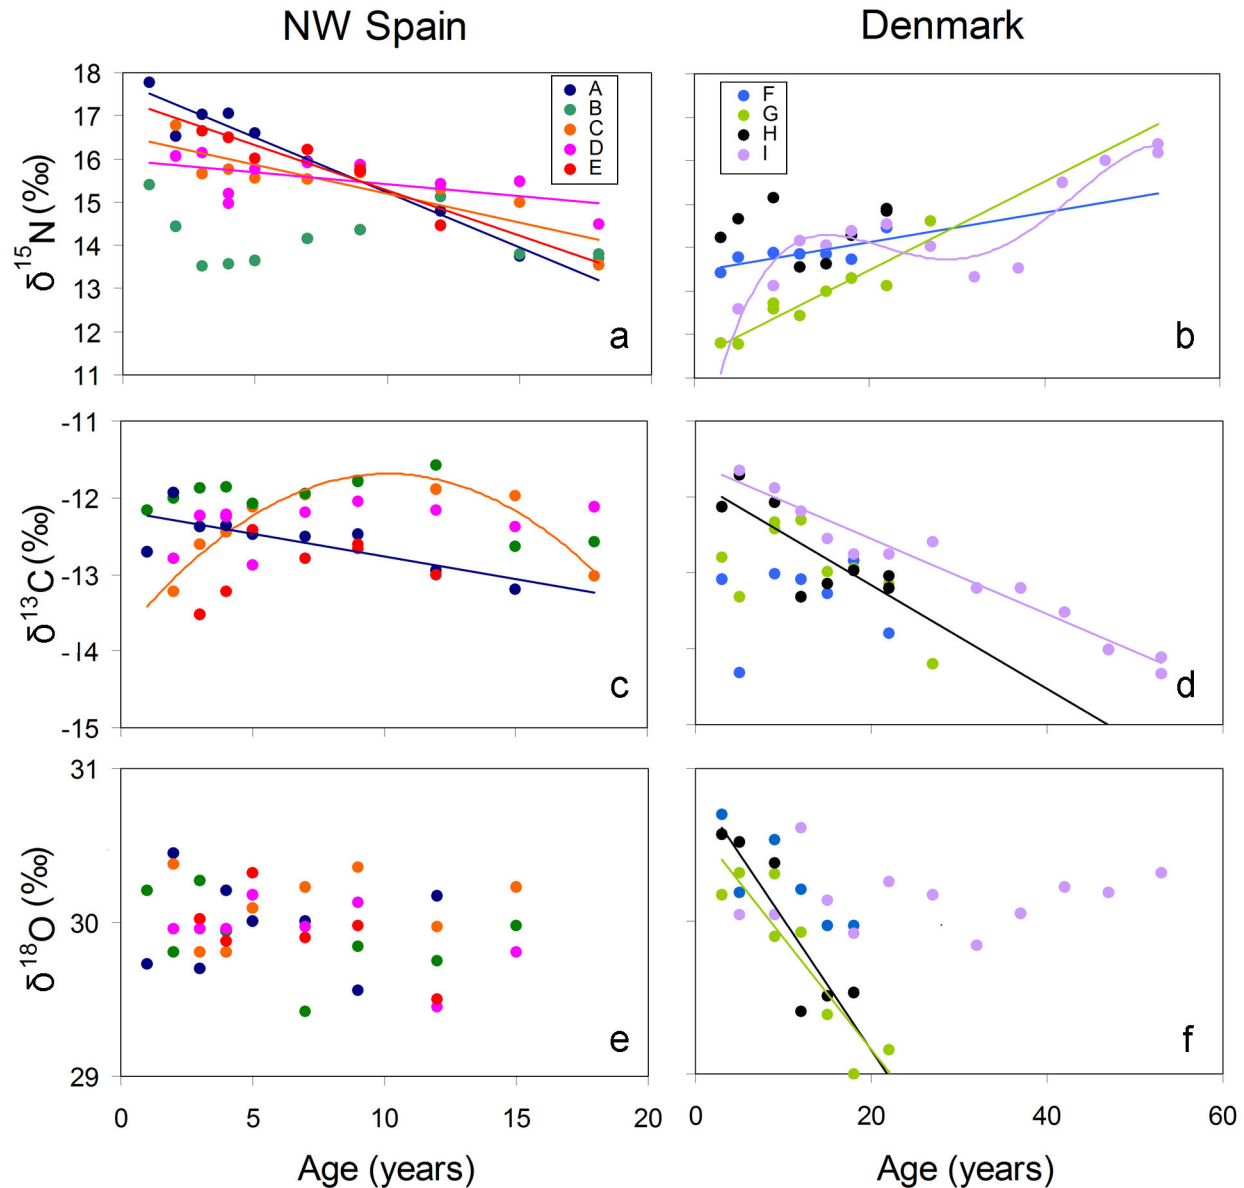 NW Spain
Denmark
δ15N (‰)
18
17
16
15
14
13
12
11
A
B
C
D
E
a
F
G
H
I
b
δ13C (‰)
-11
-12
-13
-14
-15
c
d
δ18O (‰)
31
30
29
e
f
0
5
10
15
20
0
20
40
60
Age (years)
Age (years)